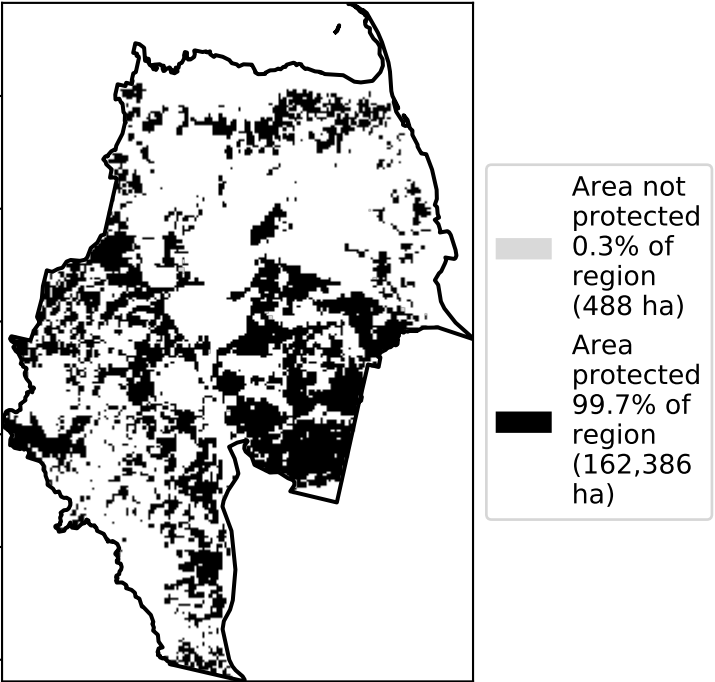 Area not
protected
0.3% of
region
(488 ha)
Area
protected
99.7% of
region
(162,386
ha)